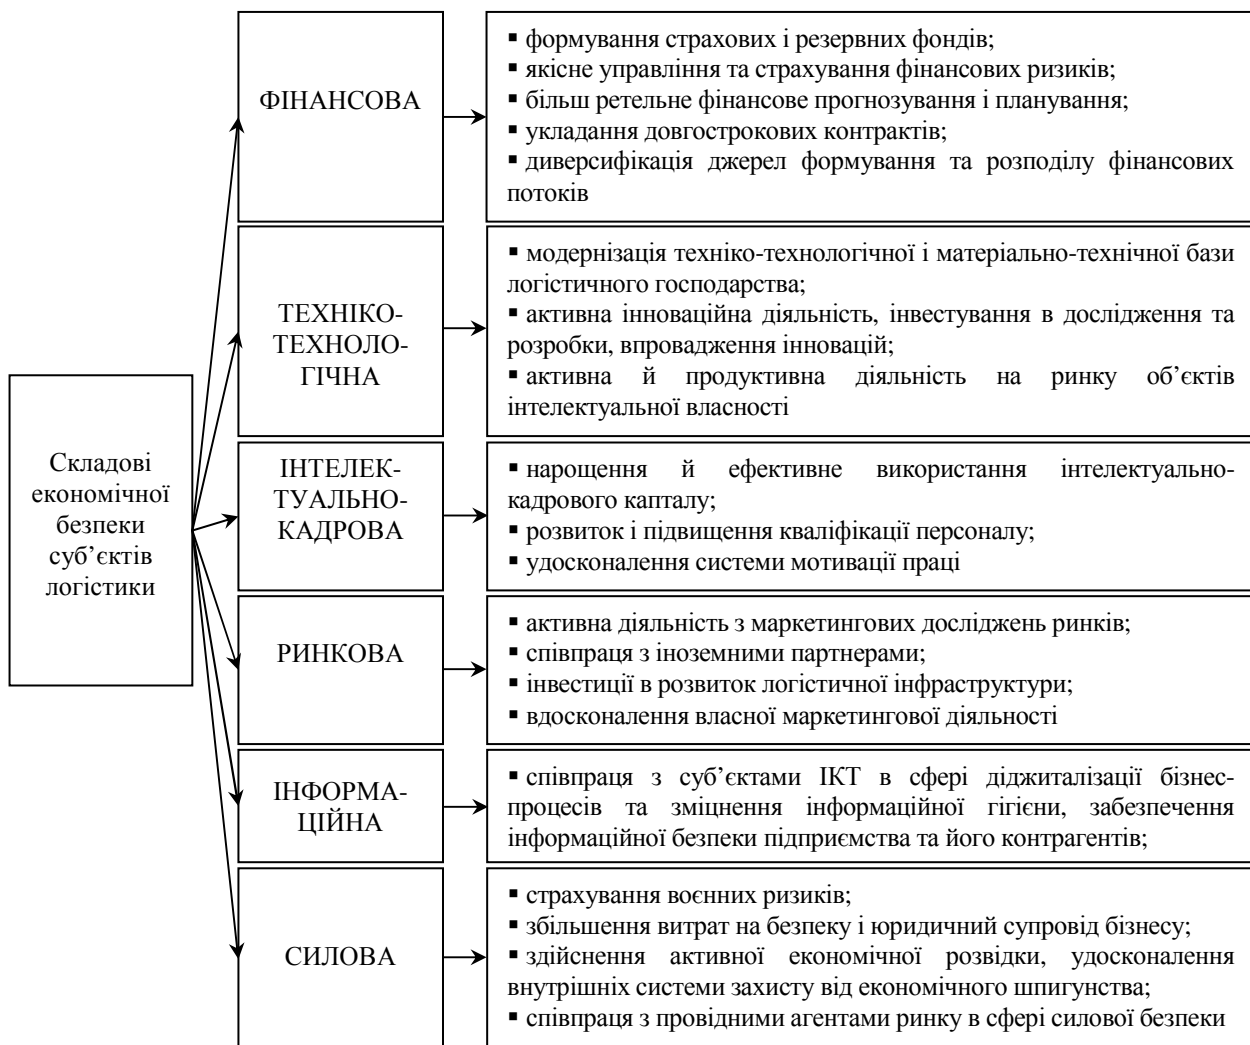 Складові
економічної
безпеки
суб’єктів
логістики
ФІНАНСОВА
▪ формування страхових і резервних фондів;
▪ якісне управління та страхування фінансових ризиків;
▪ більш ретельне фінансове прогнозування і планування;
▪ укладання довгострокових контрактів;
▪ диверсифікація джерел формування та розподілу фінансових
потоків
ТЕХНІКО-
ТЕХНОЛО-
ГІЧНА
▪ модернізація техніко-технологічної і матеріально-технічної бази
логістичного господарства;
▪ активна інноваційна діяльність, інвестування в дослідження та
розробки, впровадження інновацій;
▪ активна й продуктивна діяльність на ринку об’єктів
інтелектуальної власності
ІНТЕЛЕК-
ТУАЛЬНО-
КАДРОВА
▪ нарощення й ефективне використання інтелектуально-
кадрового капталу;
▪ розвиток і підвищення кваліфікації персоналу;
▪ удосконалення системи мотивації праці
РИНКОВА
▪ активна діяльність з маркетингових досліджень ринків;
▪ співпраця з іноземними партнерами;
▪ інвестиції в розвиток логістичної інфраструктури;
▪ вдосконалення власної маркетингової діяльності
ІНФОРМА-
ЦІЙНА
▪ співпраця з суб’єктами ІКТ в сфері діджиталізації бізнес-
процесів та зміцнення інформаційної гігієни, забезпечення
інформаційної безпеки підприємства та його контрагентів;
СИЛОВА
▪ страхування воєнних ризиків;
▪ збільшення витрат на безпеку і юридичний супровід бізнесу;
▪ здійснення активної економічної розвідки, удосконалення
внутрішніх системи захисту від економічного шпигунства;
▪ співпраця з провідними агентами ринку в сфері силової безпеки